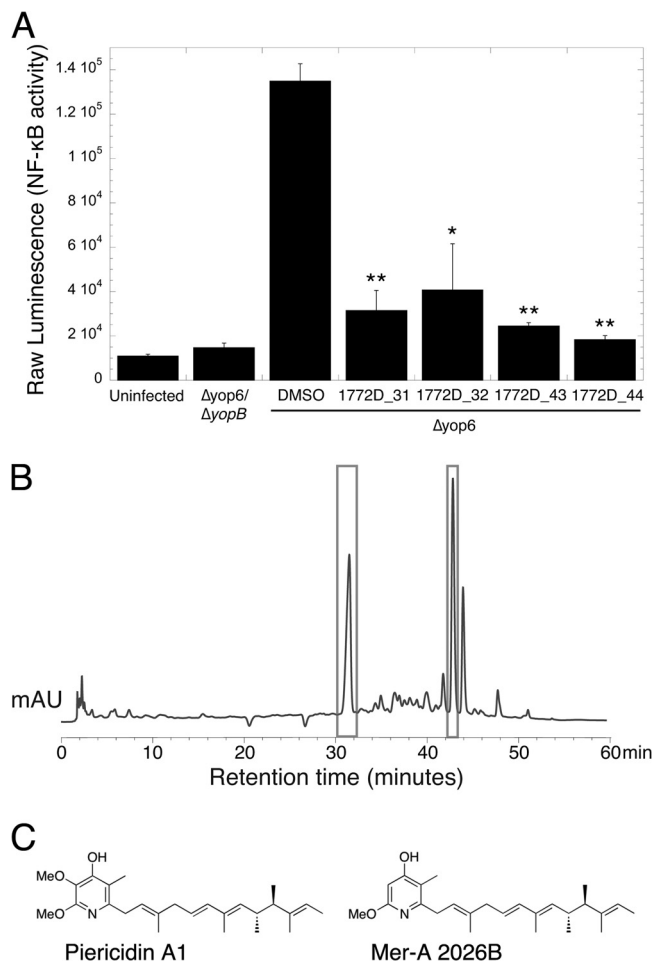 A
Raw Luminescence (NF-κB activity)
1.4 10⁵
1.2 10⁵
1 10⁵
8 10⁴
6 10⁴
4 10⁴
2 10⁴
0
**
*
**
**
Uninfected Δyop6/ DMSO 1772D_31 1772D_32 1772D_43 1772D_44
ΔyopB
Δyop6
B
mAU
0 10 20 30 40 50 60 min
Retention time (minutes)
C
OH OH
MeO
MeO N MeO N
Piericidin A1 Mer-A 2026B